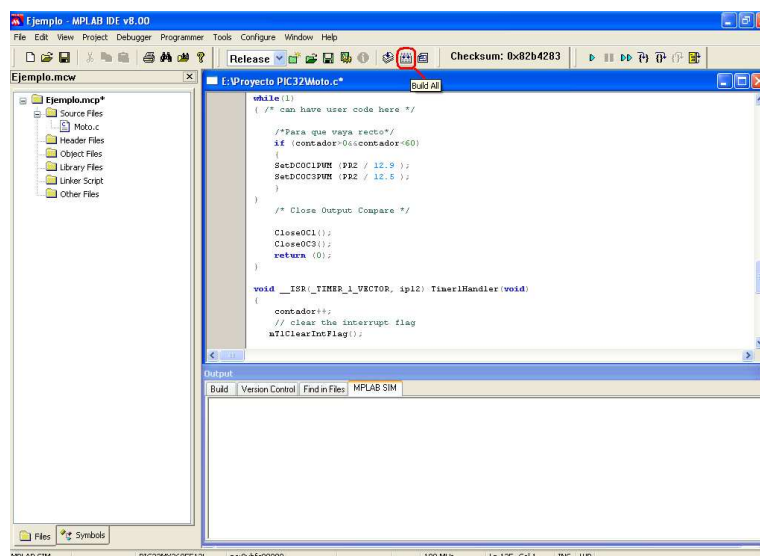 Ejemplo - MPLAB IDE v8.00
File Edit View Project Debugger Programmer Tools Configure Window Help
Release
Checksum: 0x82b4283
Build All
Ejemplo.mcw
Ejemplo.mcp*
Source Files
Moto.c
Header Files
Object Files
Library Files
Linker Script
Other Files
E:\Proyecto PIC32\Moto.c*
while(1)
{ /* can have user code here */
/*Para que vaya recto*/
if (contador>0&&contador<60)
{
SetDCOC1PWM (PR2 / 12.9 );
SetDCOC3PWM (PR2 / 12.5 );
}
}
/* Close Output Compare */
CloseOC1();
CloseOC3();
return (0);
}
void __ISR(_TIMER_1_VECTOR, ipl2) Timer1Handler(void)
{
contador++;
// clear the interrupt flag
mT1ClearIntFlag();
Output
Build Version Control Find in Files MPLAB SIM
Files Symbols